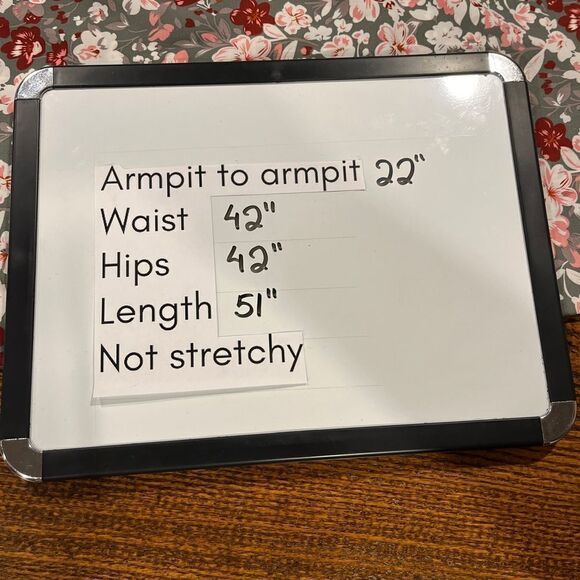 Armpit to armpit 22"
Waist 42"
Hips 42"
Length 51"
Not stretchy